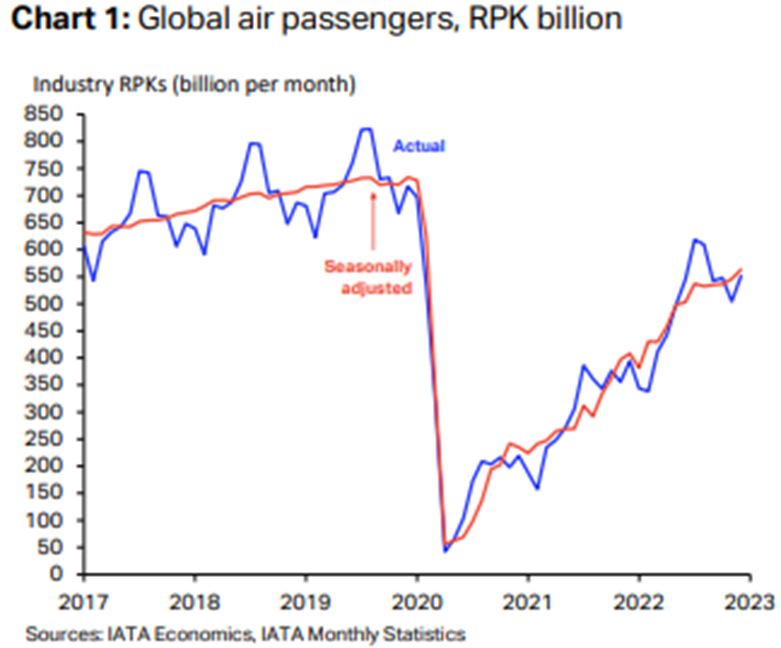 Chart 1: Global air passengers, RPK billion
Industry RPKs (billion per month)
850
800
750
700
650
600
550
500
450
400
350
300
250
200
150
100
50
0
Actual
Seasonally
adjusted
2017 2018 2019 2020 2021 2022 2023
Sources: IATA Economics, IATA Monthly Statistics